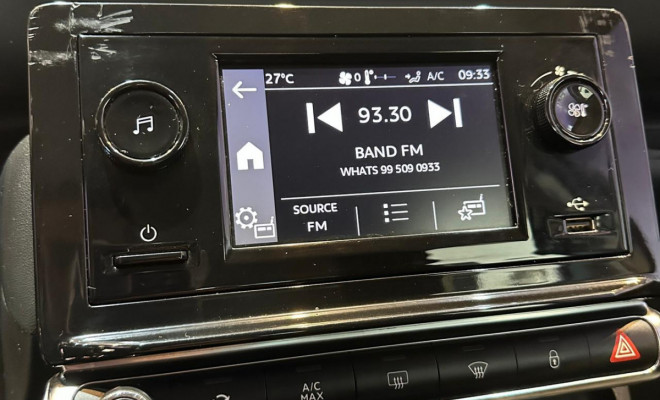 27°C 0 A/C 09:33
93.30
BAND FM
WHATS 99 509 0933
SOURCE
FM
A/C
MAX